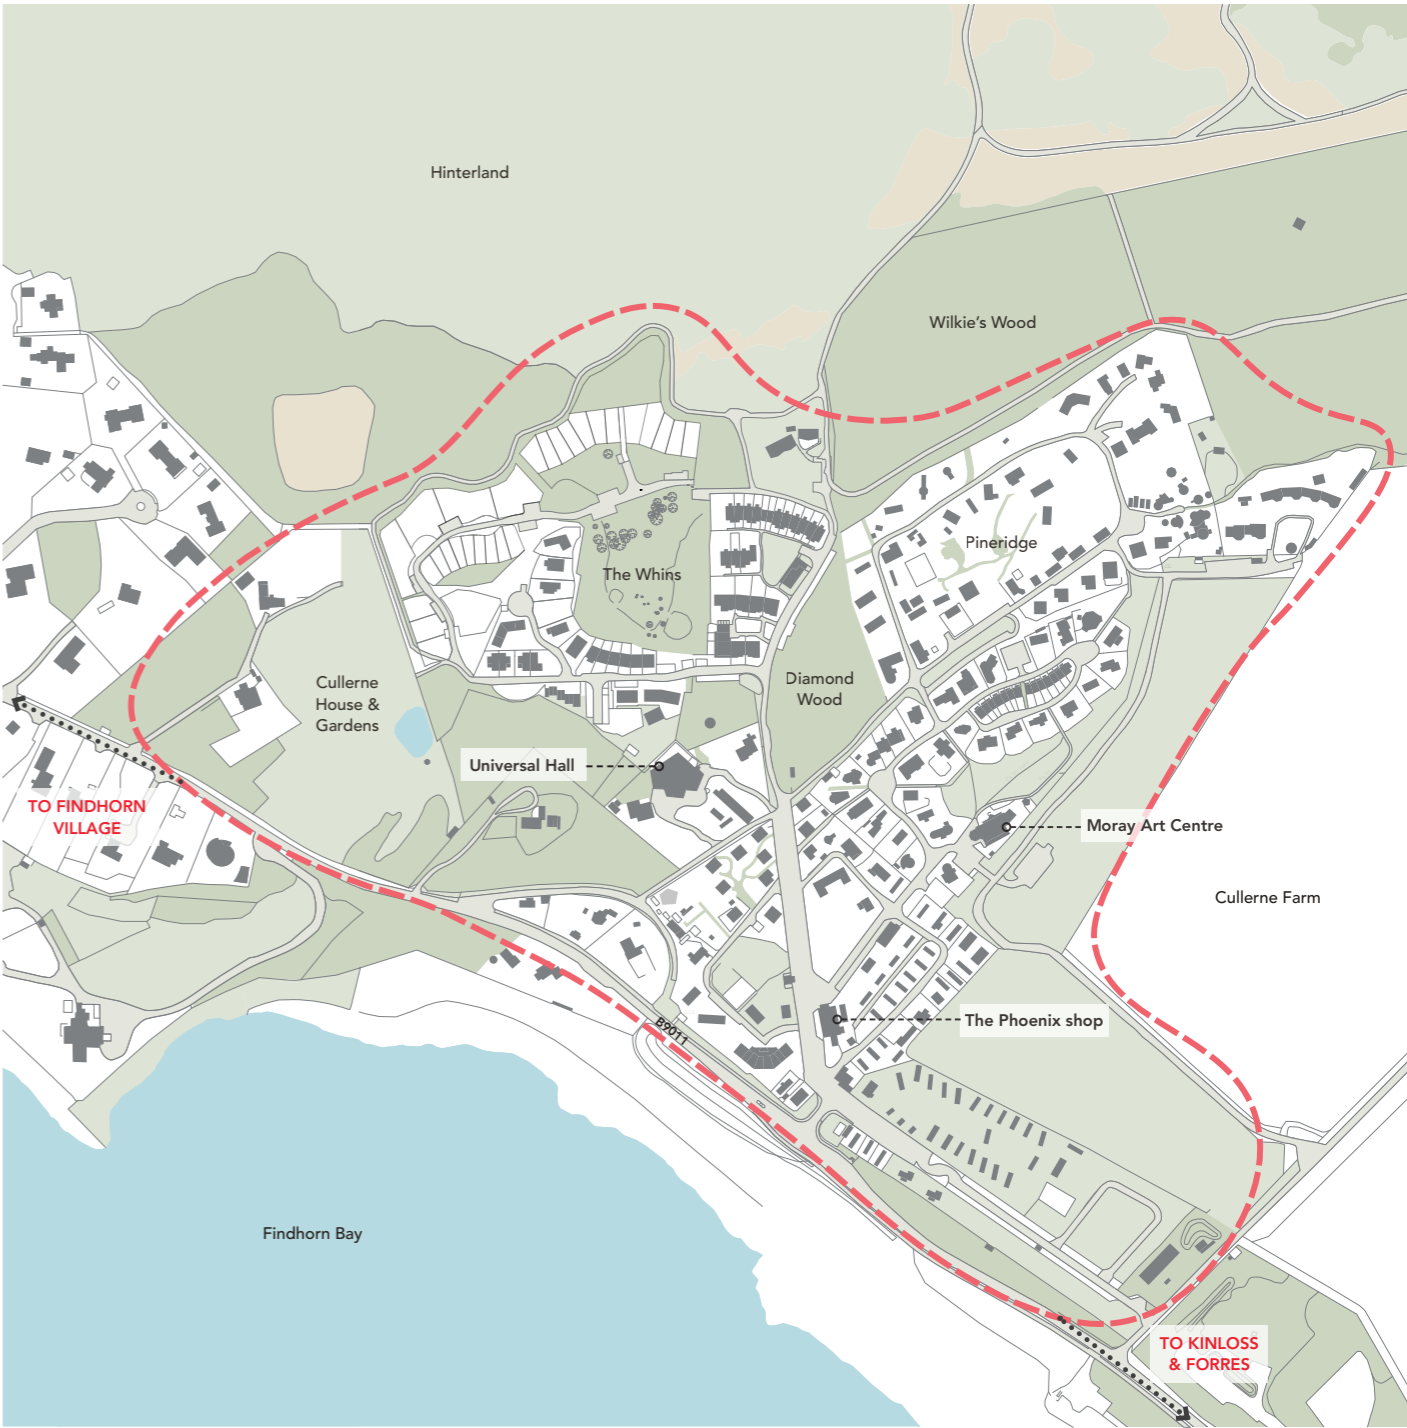 Hinterland
Wilkie's Wood
Pineridge
The Whins
Diamond
Wood
Cullerne
House &
Gardens
Universal Hall
TO FINDHORN
VILLAGE
Moray Art Centre
Cullerne Farm
The Phoenix shop
B9011
Findhorn Bay
TO KINLOSS
& FORRES